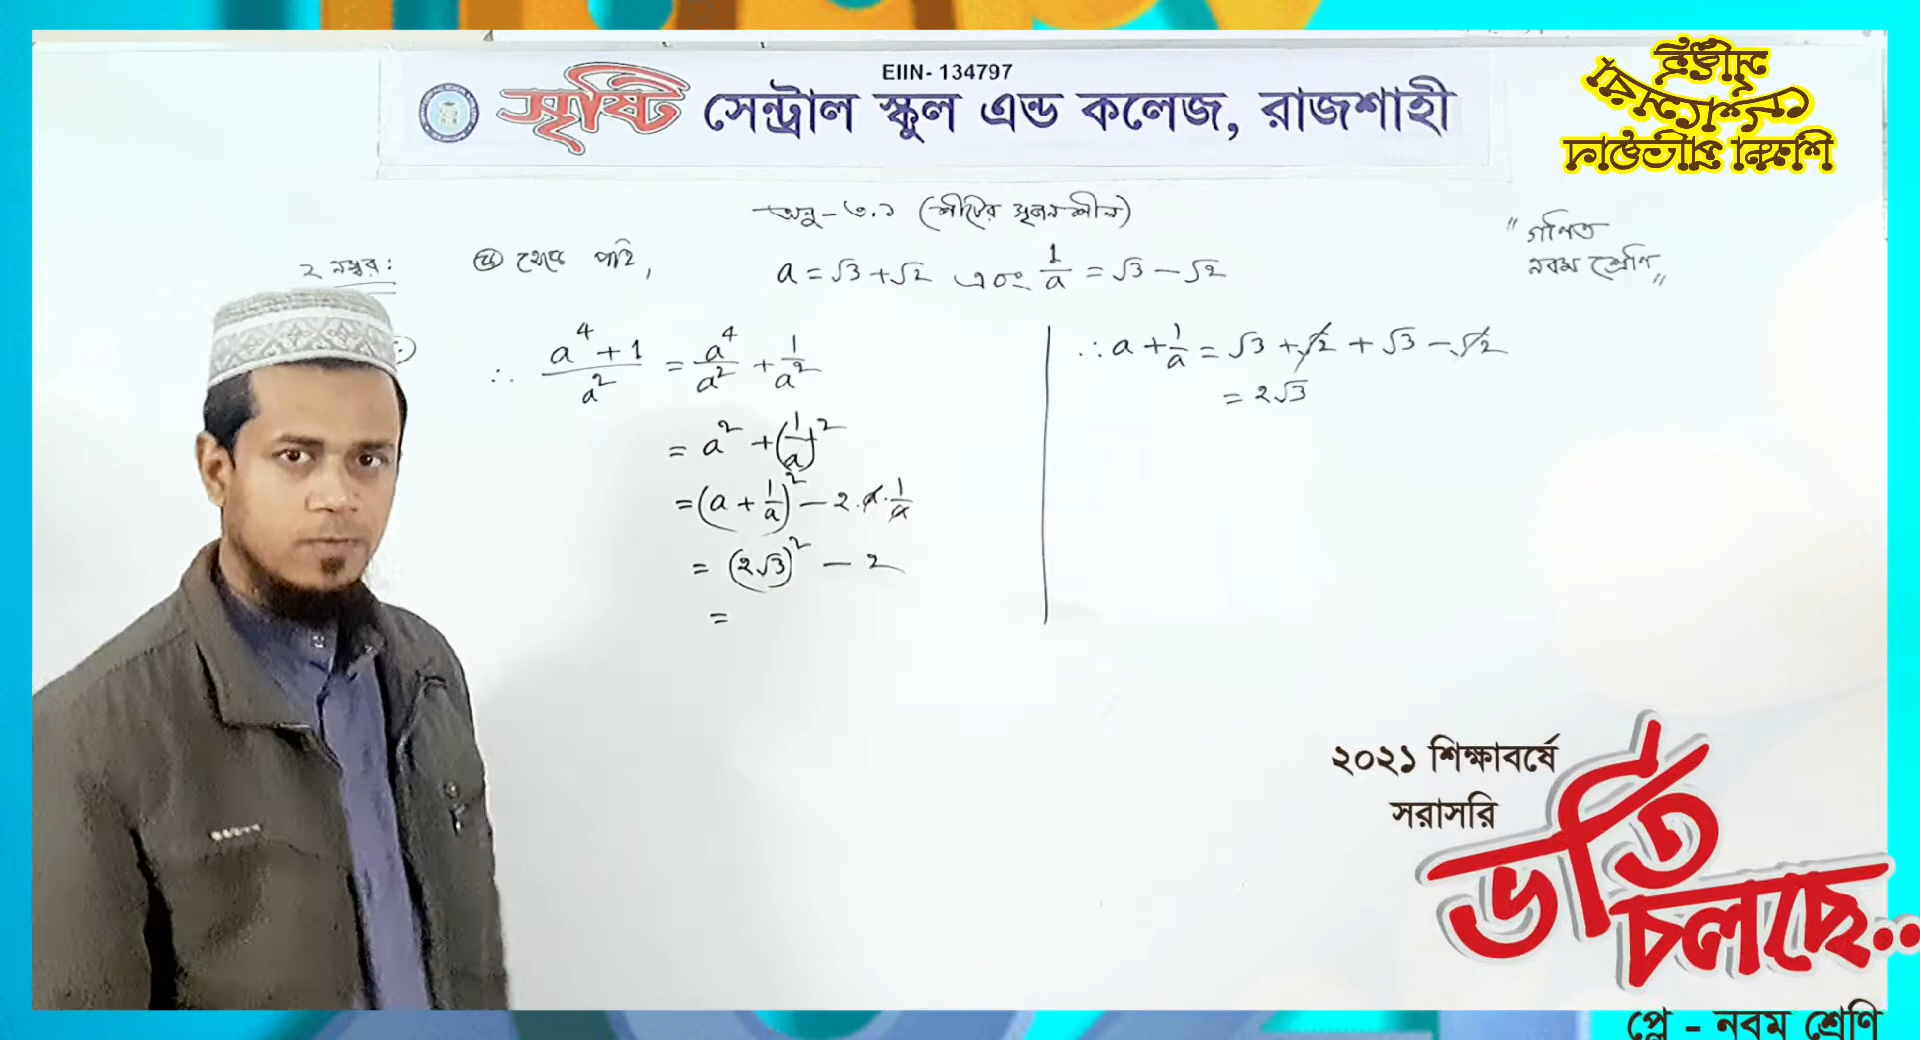 EIIN- 134797
সৃষ্টি সেন্ট্রাল স্কুল এন্ড কলেজ, রাজশাহী
অনু - ৩.১ (শীটের সৃজনশীল)
" গণিত
নবম শ্রেণি "
২ নম্বর:
থেকে পাই,
a = √3 + √2 এবং 1/a = √3 - √2
∴ (a⁴ + 1)/a² = a⁴/a² + 1/a²
= a² + (1/a)²
= (a + 1/a)² - 2 . a . 1/a
= (2√3)² - 2
=
∴ a + 1/a = √3 + √2 + √3 - √2
= 2√3
২০২১ শিক্ষাবর্ষে
সরাসরি
ভর্তি
চলছে..
প্লে - নবম শ্রেণি